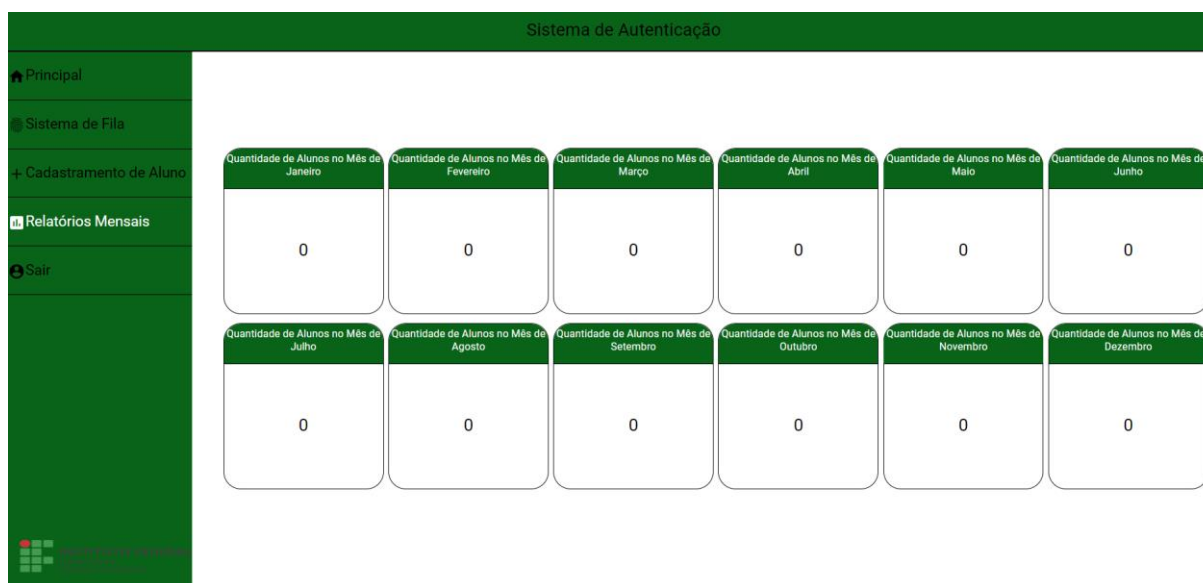 Sistema de Autenticação
Principal
Sistema de Fila
Cadastramento de Aluno
Relatórios Mensais
Sair
Quantidade de Alunos no Mês de
Janeiro
0
Quantidade de Alunos no Mês de
Fevereiro
0
Quantidade de Alunos no Mês de
Março
0
Quantidade de Alunos no Mês de
Abril
0
Quantidade de Alunos no Mês de
Maio
0
Quantidade de Alunos no Mês de
Junho
0
Quantidade de Alunos no Mês de
Julho
0
Quantidade de Alunos no Mês de
Agosto
0
Quantidade de Alunos no Mês de
Setembro
0
Quantidade de Alunos no Mês de
Outubro
0
Quantidade de Alunos no Mês de
Novembro
0
Quantidade de Alunos no Mês de
Dezembro
0